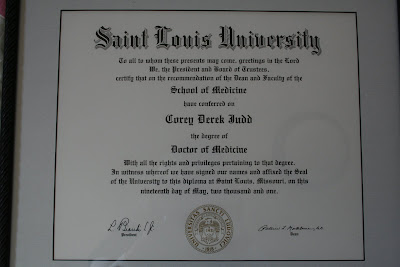 Saint Louis University
To all to whom these presents may come, greetings in the Lord
We, the President and Board of Trustees,
certify that on the recommendation of the Dean and Faculty of the
School of Medicine
have conferred on
Corey Derek Judd
the degree of
Doctor of Medicine
With all the rights and privileges pertaining to that degree.
In witness whereof we have signed our names and affixed the Seal
of the University to this diploma at Saint Louis, Missouri, on this
nineteenth day of May, two thousand and one.
President
Dean